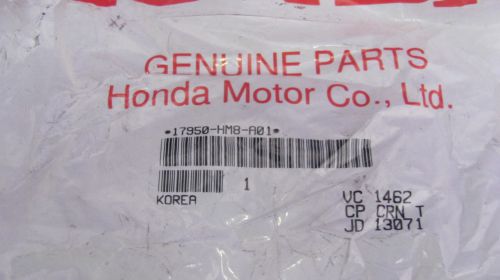 GENUINE PARTS
Honda Motor Co., Ltd.
*17950-HM8-A01*
1
KOREA
VC 1462
CP CRN T
JD 13071